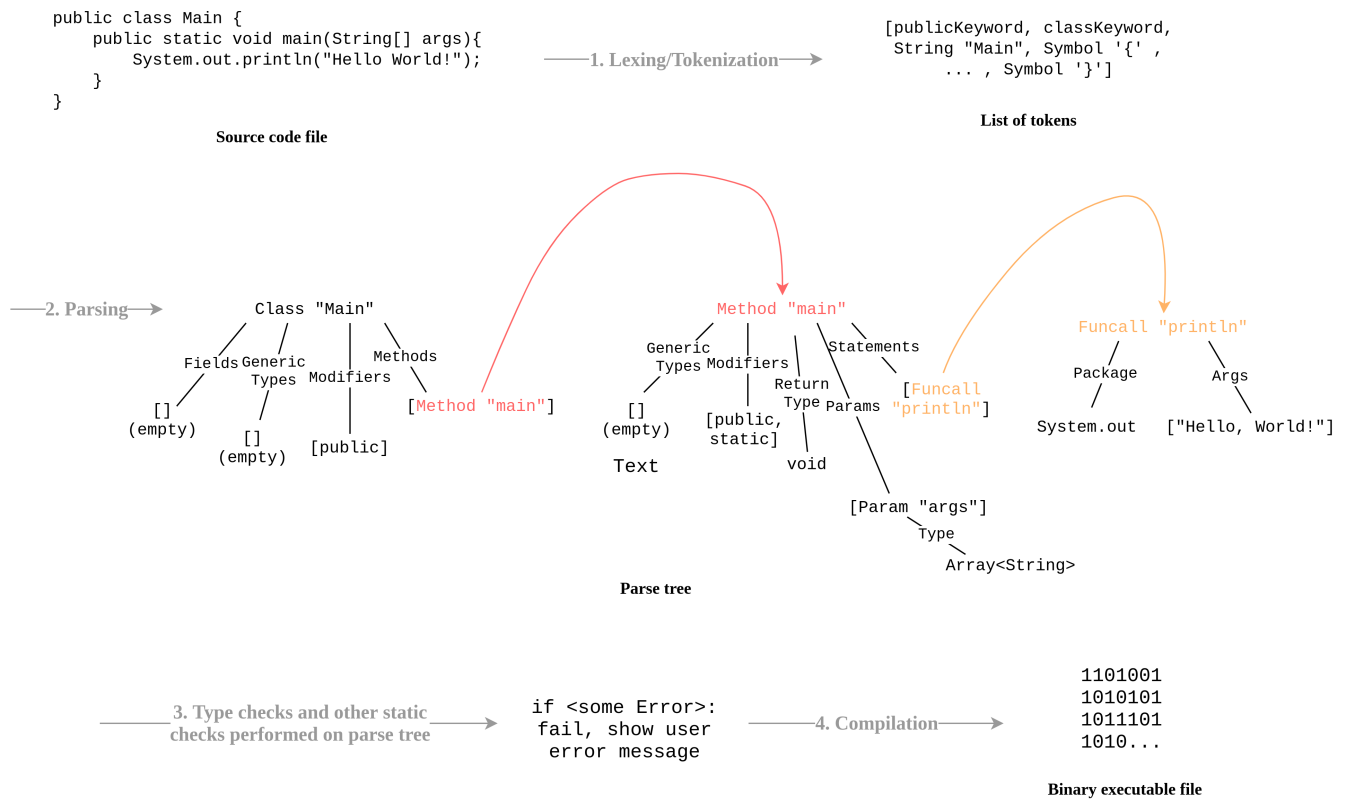 public class Main {
    public static void main(String[] args){
        System.out.println("Hello World!");
    }
}
Source code file
1. Lexing/Tokenization
[publicKeyword, classKeyword,
String "Main", Symbol '{' ,
... , Symbol '}']
List of tokens
2. Parsing
Class "Main"
Fields
Generic
Types
Modifiers
Methods
[]
(empty)
[]
(empty)
[public]
[Method "main"]
Method "main"
Generic
Types
Modifiers
Return
Type
Params
Statements
[]
(empty)
Text
[public,
static]
void
[Param "args"]
Type
Array<String>
[Funcall
"println"]
Funcall "println"
Package
Args
System.out
["Hello, World!"]
Parse tree
3. Type checks and other static
checks performed on parse tree
if <some Error>:
fail, show user
error message
4. Compilation
1101001
1010101
1011101
1010...
Binary executable file